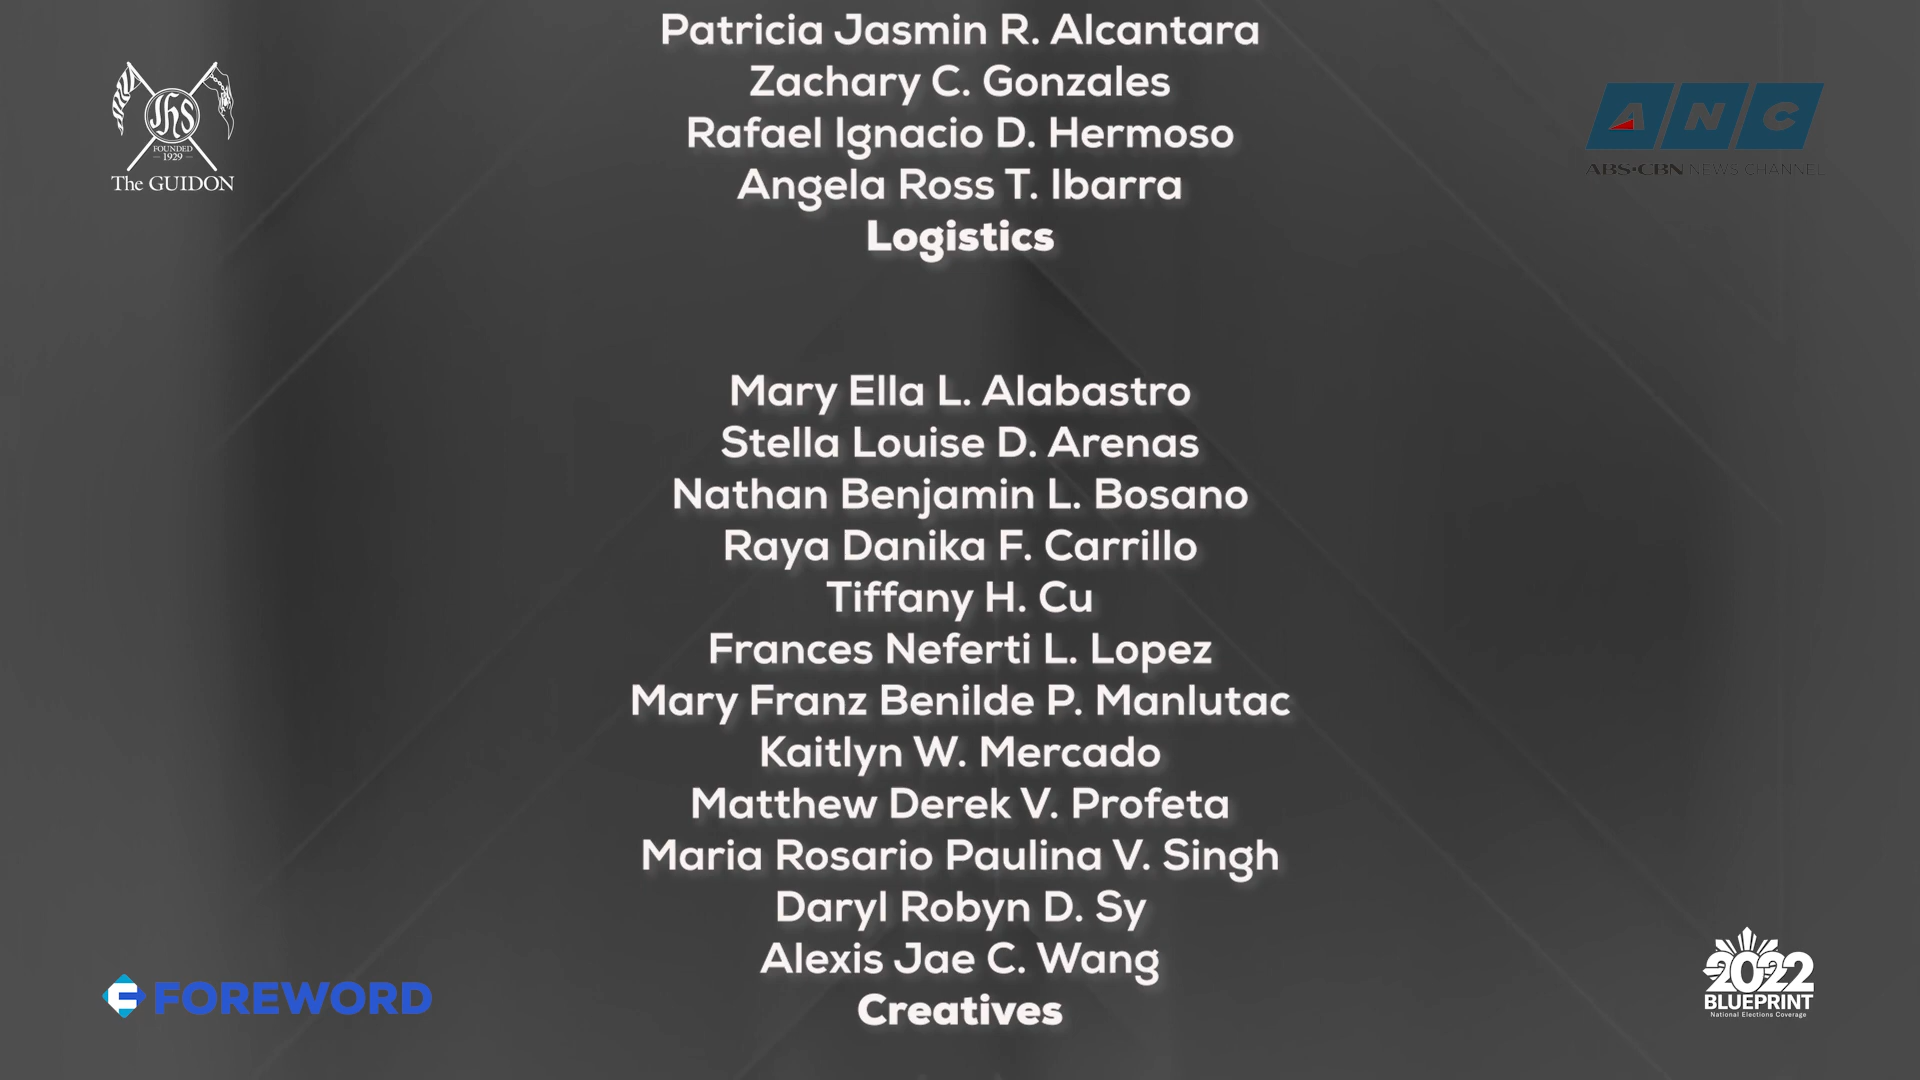 Patricia Jasmin R. Alcantara
Zachary C. Gonzales
Rafael Ignacio D. Hermoso
Angela Ross T. Ibarra
Logistics
JhS
FOUNDED
1929
The GUIDON
ANC
ABS-CBN NEWS CHANNEL
Mary Ella L. Alabastro
Stella Louise D. Arenas
Nathan Benjamin L. Bosano
Raya Danika F. Carrillo
Tiffany H. Cu
Frances Neferti L. Lopez
Mary Franz Benilde P. Manlutac
Kaitlyn W. Mercado
Matthew Derek V. Profeta
Maria Rosario Paulina V. Singh
Daryl Robyn D. Sy
Alexis Jae C. Wang
Creatives
FOREWORD
2022
BLUEPRINT
National Elections Coverage